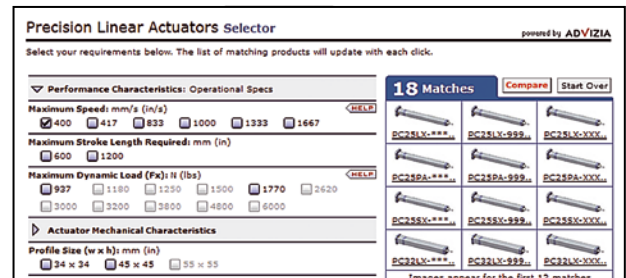 Precision Linear Actuators Selector
powered by ADVIZIA
Select your requirements below. The list of matching products will update with each click.
Performance Characteristics: Operational Specs
Maximum Speed: mm/s (in/s) HELP
400 417 833 1000 1333 1667
Maximum Stroke Length Required: mm (in)
600 1200
Maximum Dynamic Load (Fx): N (lbs) HELP
937 1180 1250 1500 1770 2620
3000 3200 3800 4800 6000
Actuator Mechanical Characteristics
Profile Size (w x h): mm (in)
34 x 34 45 x 45 55 x 55
18 Matches Compare Start Over
PC25LX-***.. PC25LX-999.. PC25LX-XXX..
PC25PA-***.. PC25PA-999.. PC25PA-XXX..
PC25SX-***.. PC25SX-999.. PC25SX-XXX..
PC32LX-***.. PC32LX-999.. PC32LX-XXX..
Images appear for the first 12 matches